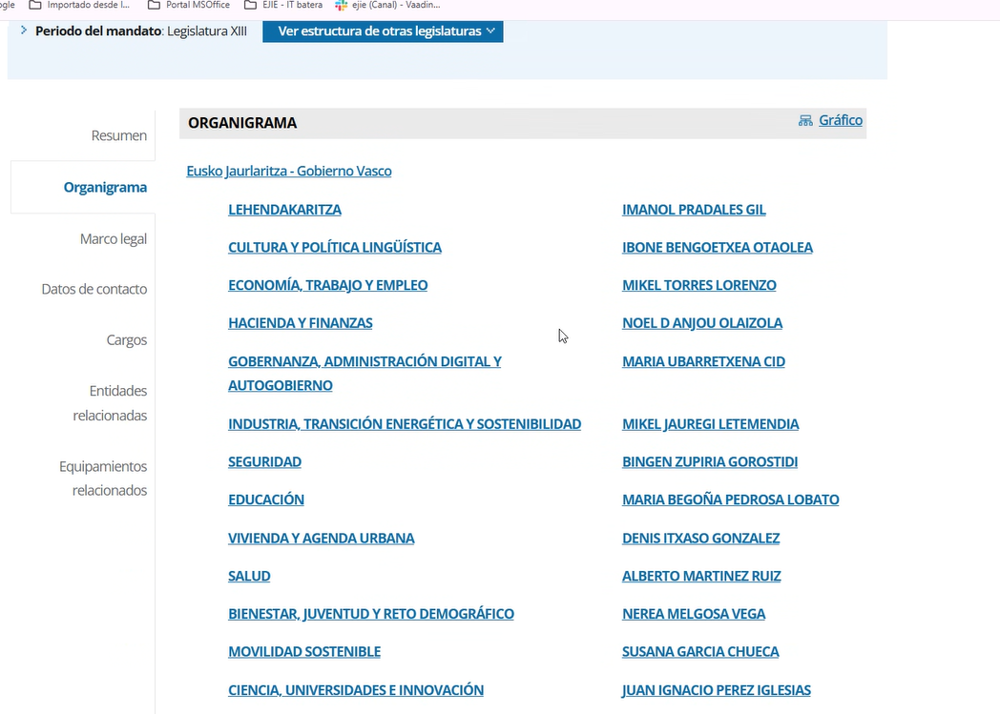 ogle Importado desde l... Portal MSOffice EJIE - IT batera ejie (Canal) - Vaadin...
Periodo del mandato: Legislatura XIII Ver estructura de otras legislaturas
Resumen
Organigrama
Marco legal
Datos de contacto
Cargos
Entidades
relacionadas
Equipamientos
relacionados
ORGANIGRAMA Gráfico
Eusko Jaurlaritza - Gobierno Vasco
LEHENDAKARITZA IMANOL PRADALES GIL
CULTURA Y POLÍTICA LINGÜÍSTICA IBONE BENGOETXEA OTAOLEA
ECONOMÍA, TRABAJO Y EMPLEO MIKEL TORRES LORENZO
HACIENDA Y FINANZAS NOEL D ANJOU OLAIZOLA
GOBERNANZA, ADMINISTRACIÓN DIGITAL Y MARIA UBARRETXENA CID
AUTOGOBIERNO
INDUSTRIA, TRANSICIÓN ENERGÉTICA Y SOSTENIBILIDAD MIKEL JAUREGI LETEMENDIA
SEGURIDAD BINGEN ZUPIRIA GOROSTIDI
EDUCACIÓN MARIA BEGOÑA PEDROSA LOBATO
VIVIENDA Y AGENDA URBANA DENIS ITXASO GONZALEZ
SALUD ALBERTO MARTINEZ RUIZ
BIENESTAR, JUVENTUD Y RETO DEMOGRÁFICO NEREA MELGOSA VEGA
MOVILIDAD SOSTENIBLE SUSANA GARCIA CHUECA
CIENCIA, UNIVERSIDADES E INNOVACIÓN JUAN IGNACIO PEREZ IGLESIAS